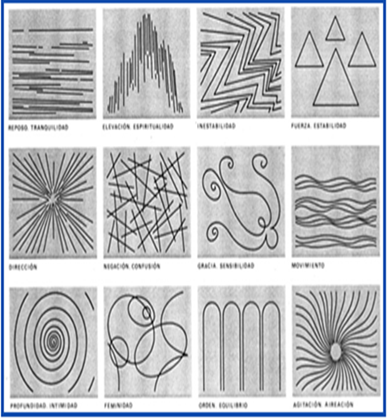 REPOSO. TRANQUILIDAD
ELEVACIÓN. ESPIRITUALIDAD
INESTABILIDAD
FUERZA. ESTABILIDAD
DIRECCIÓN
NEGACIÓN. CONFUSIÓN
GRACIA. SENSIBILIDAD
MOVIMIENTO
PROFUNDIDAD. INTIMIDAD
FEMINIDAD
ORDEN. EQUILIBRIO
AGITACIÓN. AIREACIÓN